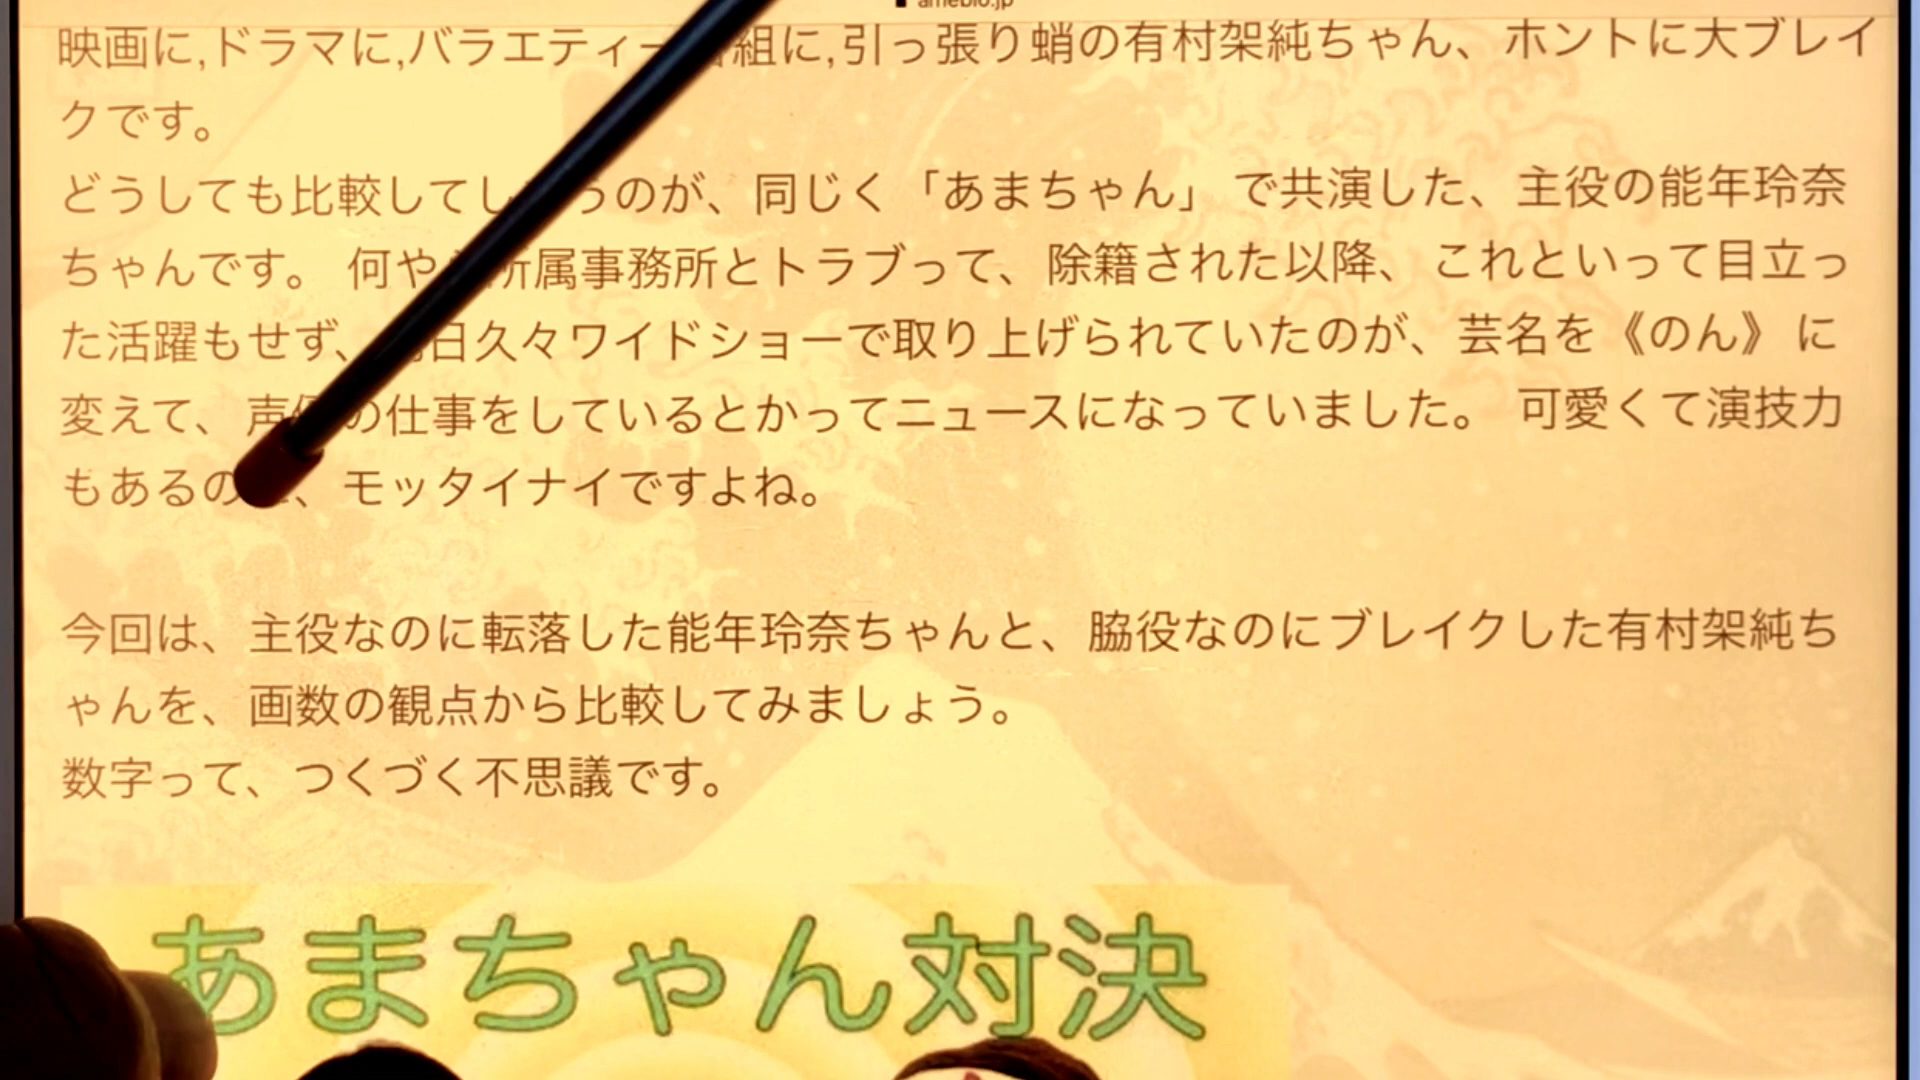 ameblo.jp
映画に,ドラマに,バラエティー番組に,引っ張り蛸の有村架純ちゃん、ホントに大ブレイ
クです。
どうしても比較してしうのが、同じく「あまちゃん」で共演した、主役の能年玲奈
ちゃんです。 何や所属事務所とトラブって、除籍された以降、これといって目立っ
た活躍もせず、日久々ワイドショーで取り上げられていたのが、芸名を《のん》に
変えて、声優の仕事をしているとかってニュースになっていました。 可愛くて演技力
もあるの、モッタイナイですよね。
今回は、主役なのに転落した能年玲奈ちゃんと、脇役なのにブレイクした有村架純ち
ゃんを、画数の観点から比較してみましょう。
数字って、つくづく不思議です。
あまちゃん対決